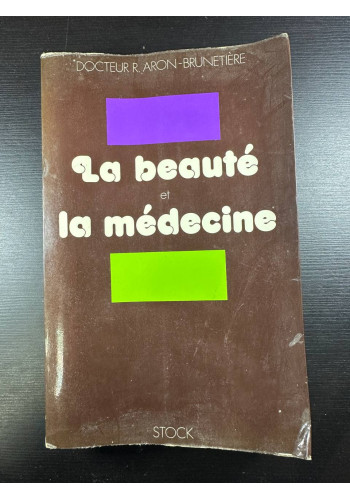 DOCTEUR R. ARON-BRUNETIÈRE
La beauté
et
la médecine
STOCK